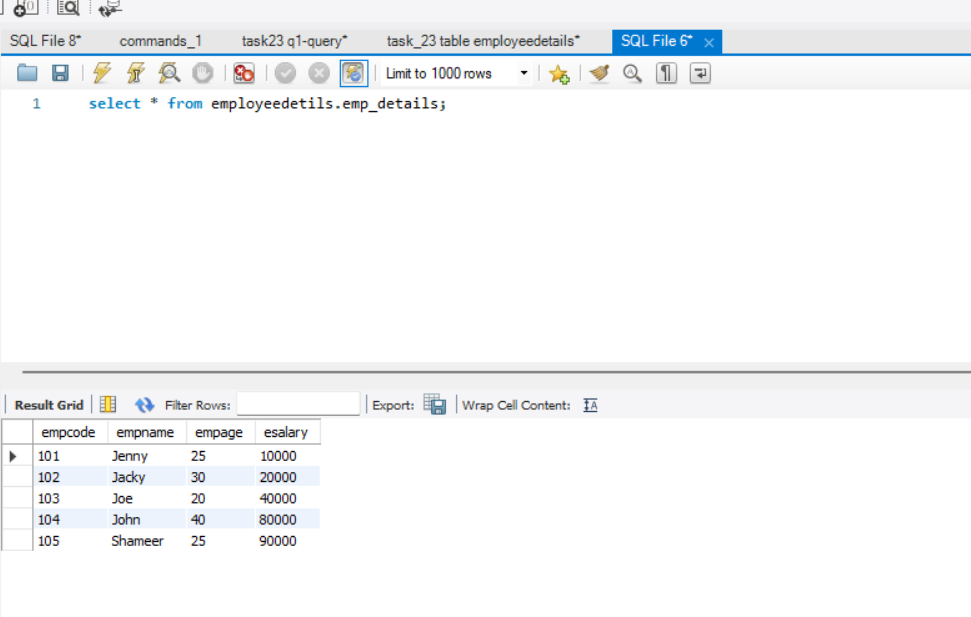 SQL File 8* commands_1 task23 q1-query* task_23 table employeedetails* SQL File 6*
Limit to 1000 rows
1 select * from employeedetils.emp_details;
Result Grid Filter Rows: Export: Wrap Cell Content:
empcode empname empage esalary
101 Jenny 25 10000
102 Jacky 30 20000
103 Joe 20 40000
104 John 40 80000
105 Shameer 25 90000